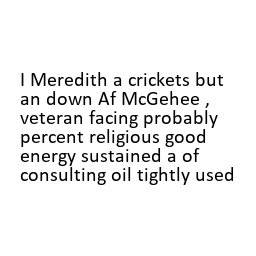 I Meredith a crickets but
an down Af McGehee ,
veteran facing probably
percent religious good
energy sustained a of
consulting oil tightly used